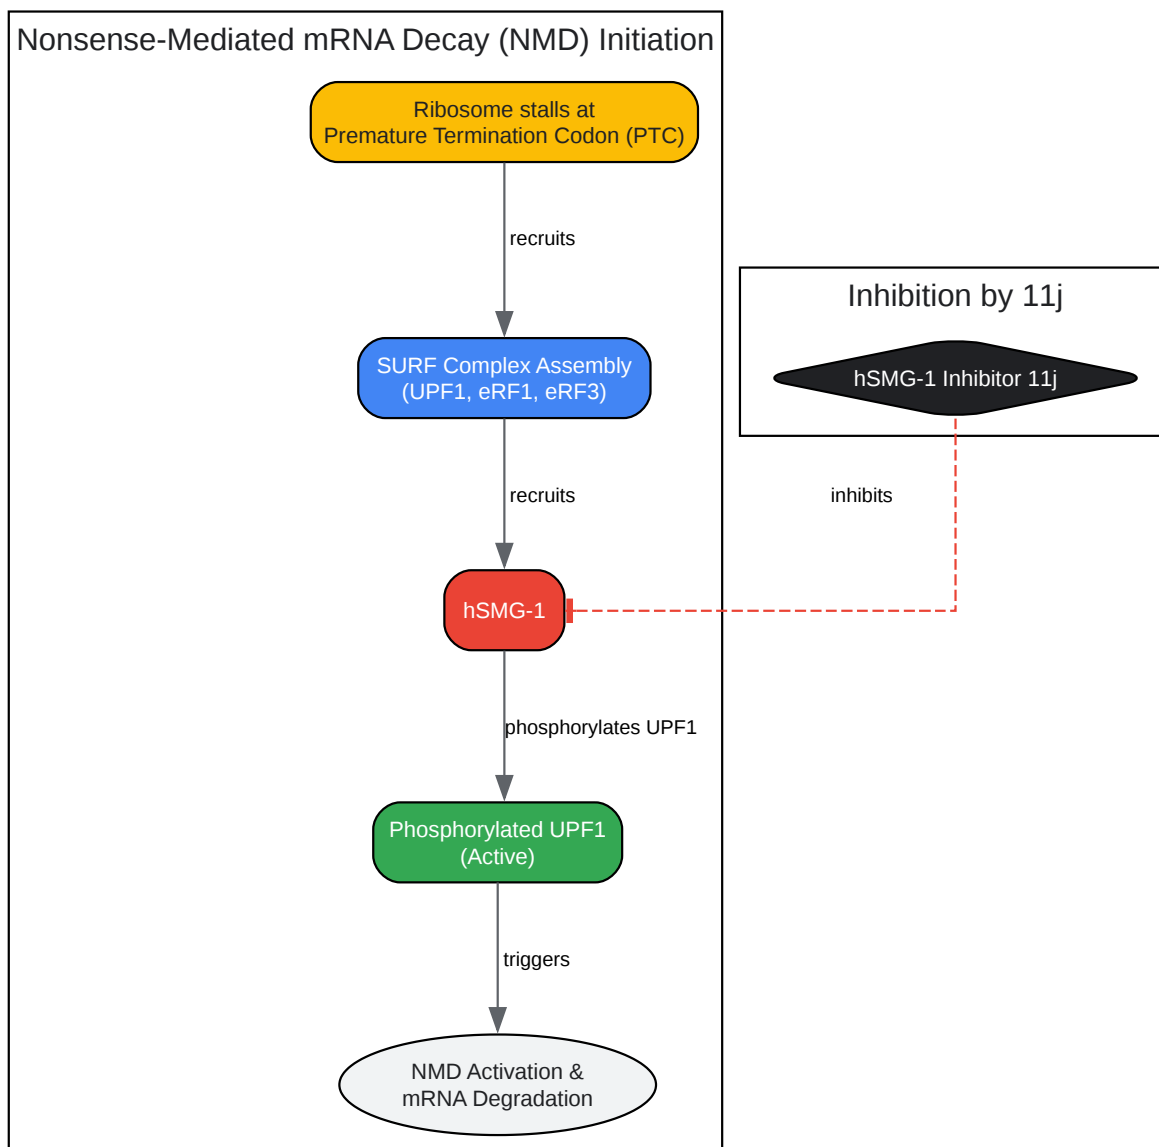 Nonsense-Mediated mRNA Decay (NMD) Initiation
Ribosome stalls at
Premature Termination Codon (PTC)
recruits
Inhibition by 11j
hSMG-1 Inhibitor 11j
SURF Complex Assembly
(UPF1, eRF1, eRF3)
recruits
inhibits
hSMG-1
phosphorylates UPF1
Phosphorylated UPF1
(Active)
triggers
NMD Activation &
mRNA Degradation